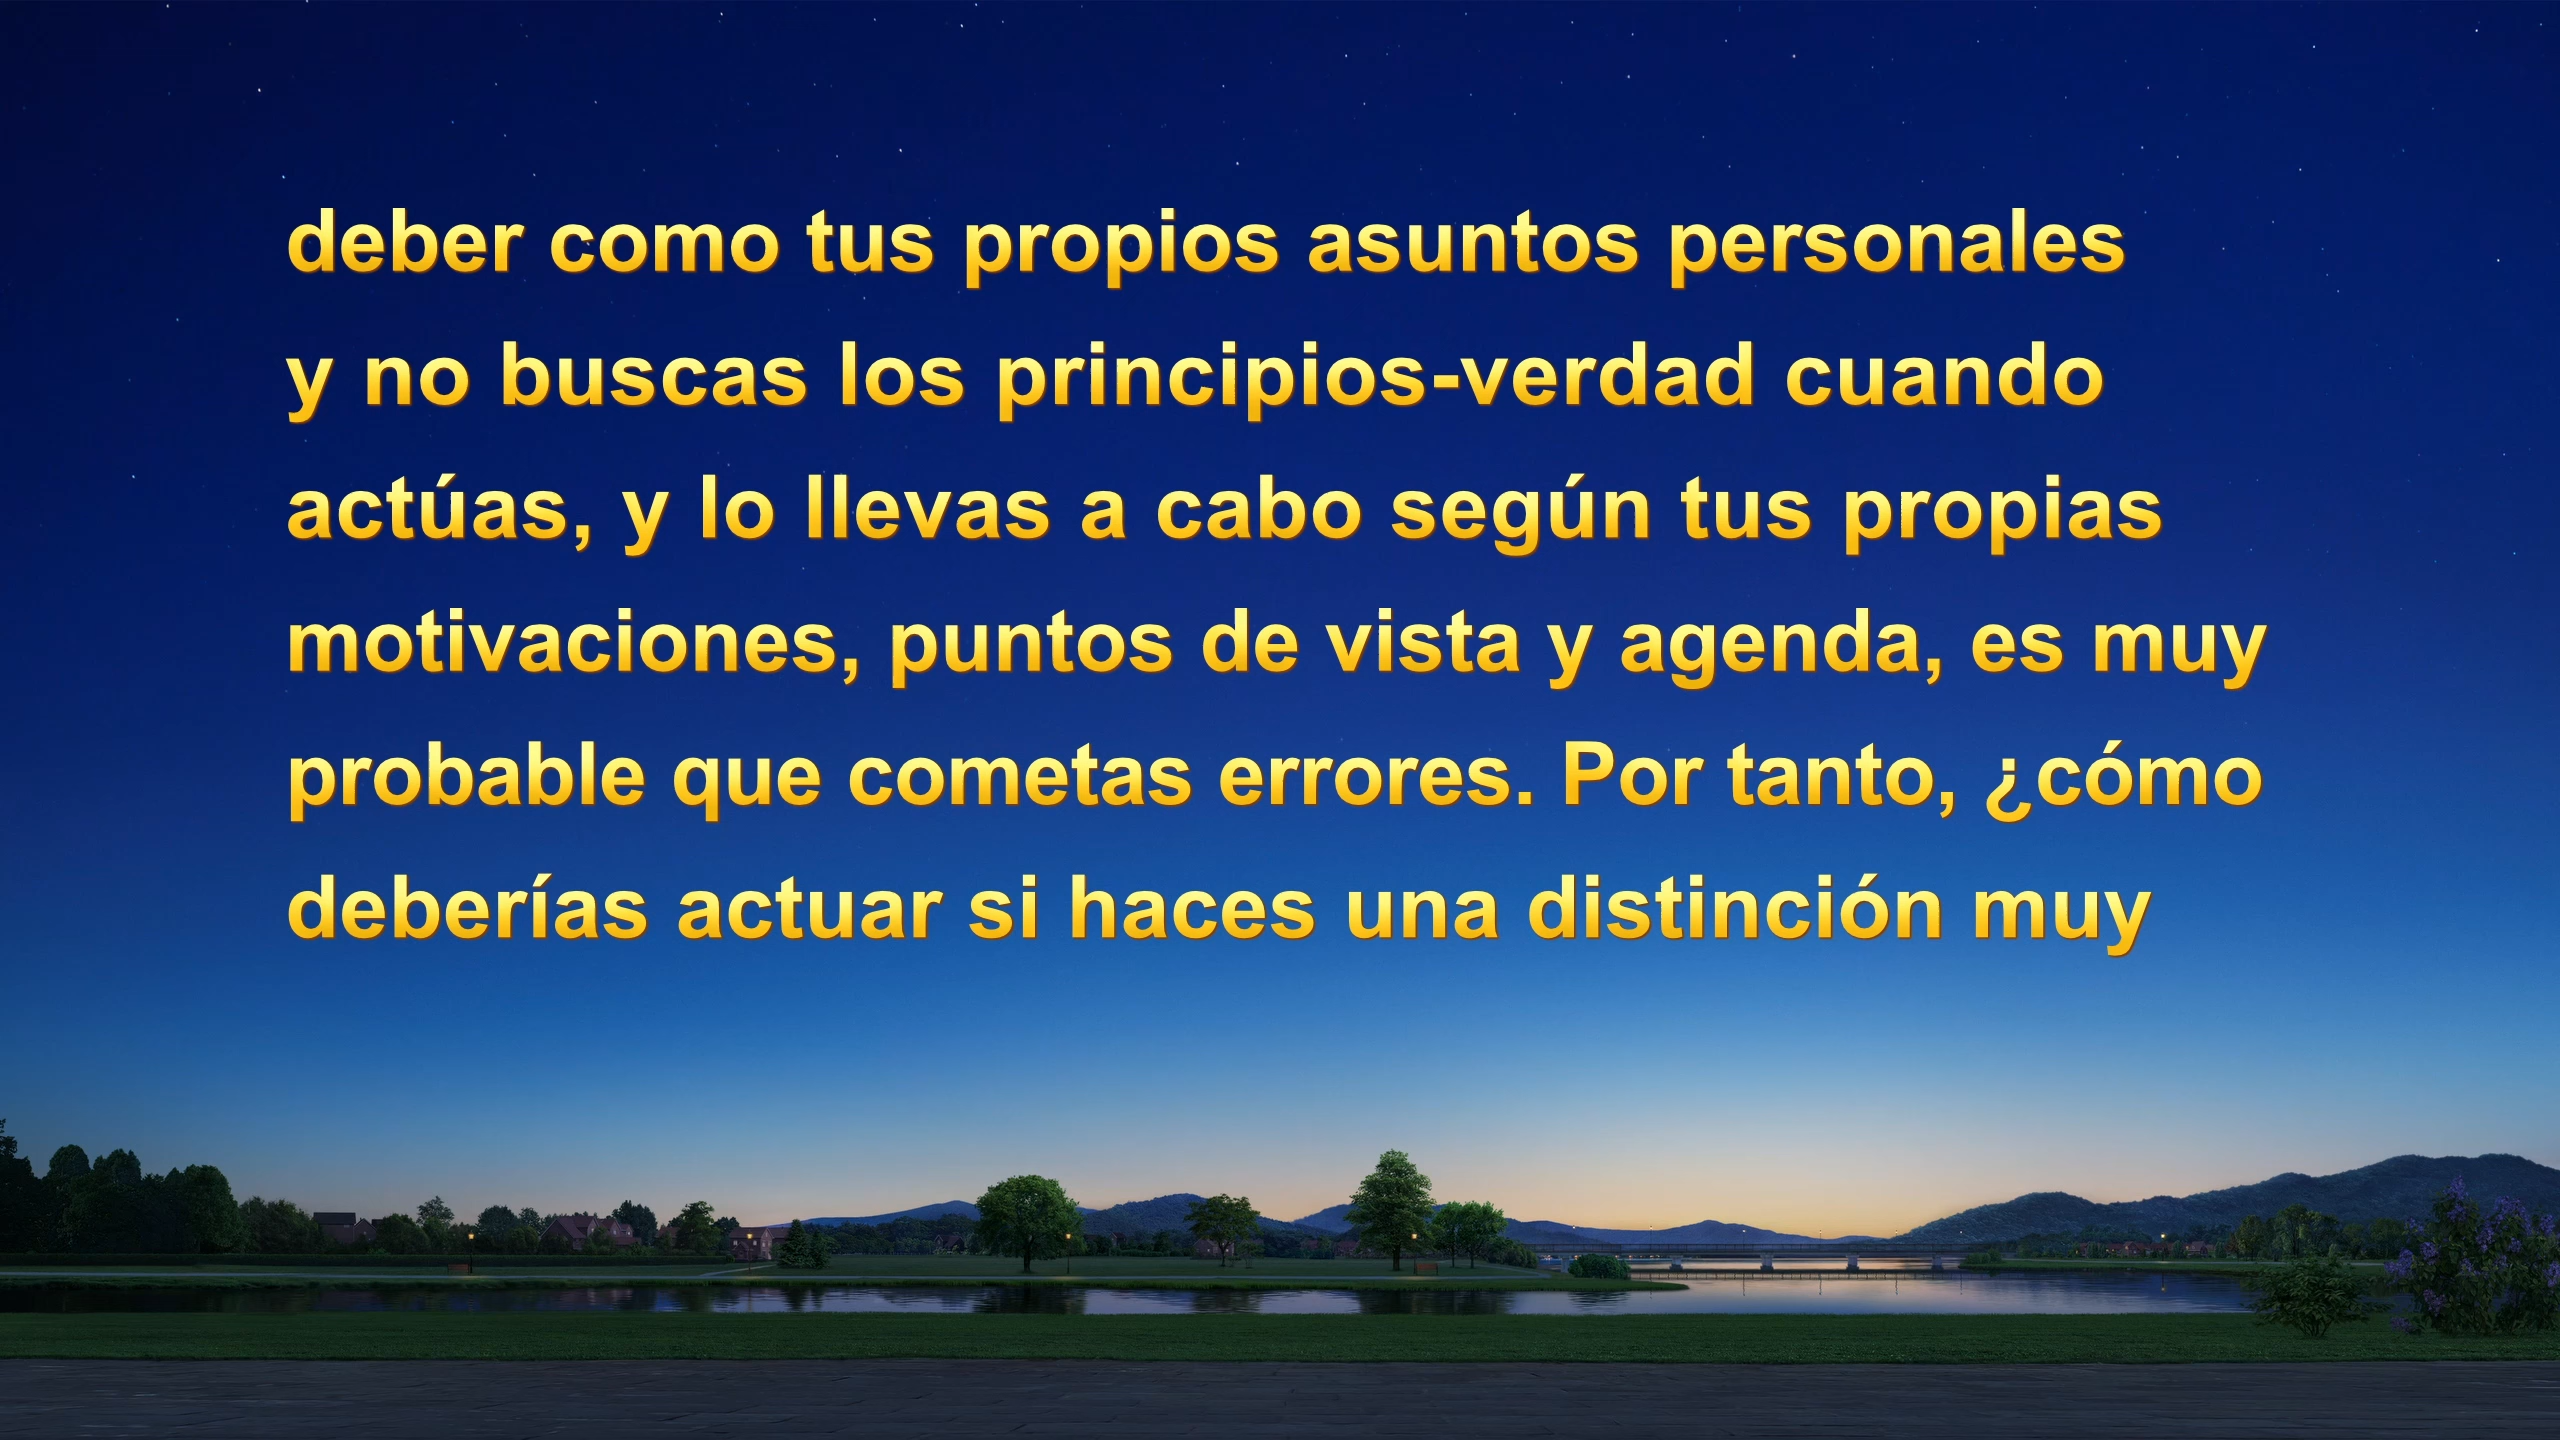 deber como tus propios asuntos personales
y no buscas los principios-verdad cuando
actúas, y lo llevas a cabo según tus propias
motivaciones, puntos de vista y agenda, es muy
probable que cometas errores. Por tanto, ¿cómo
deberías actuar si haces una distinción muy